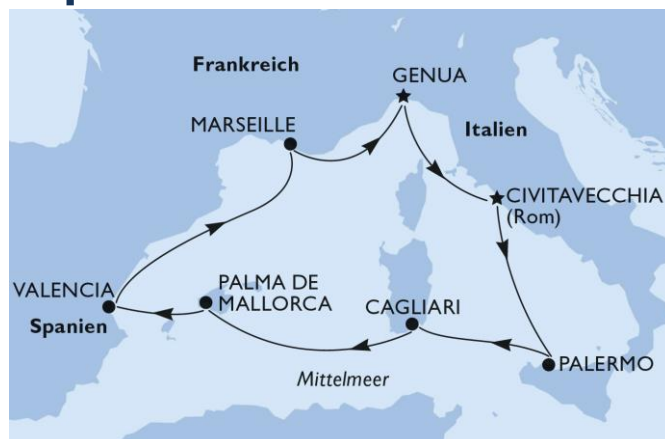 Frankreich
GENUA
MARSEILLE
Italien
CIVITAVECCHIA
(Rom)
VALENCIA
PALMA DE
MALLORCA
CAGLIARI
Spanien
PALERMO
Mittelmeer